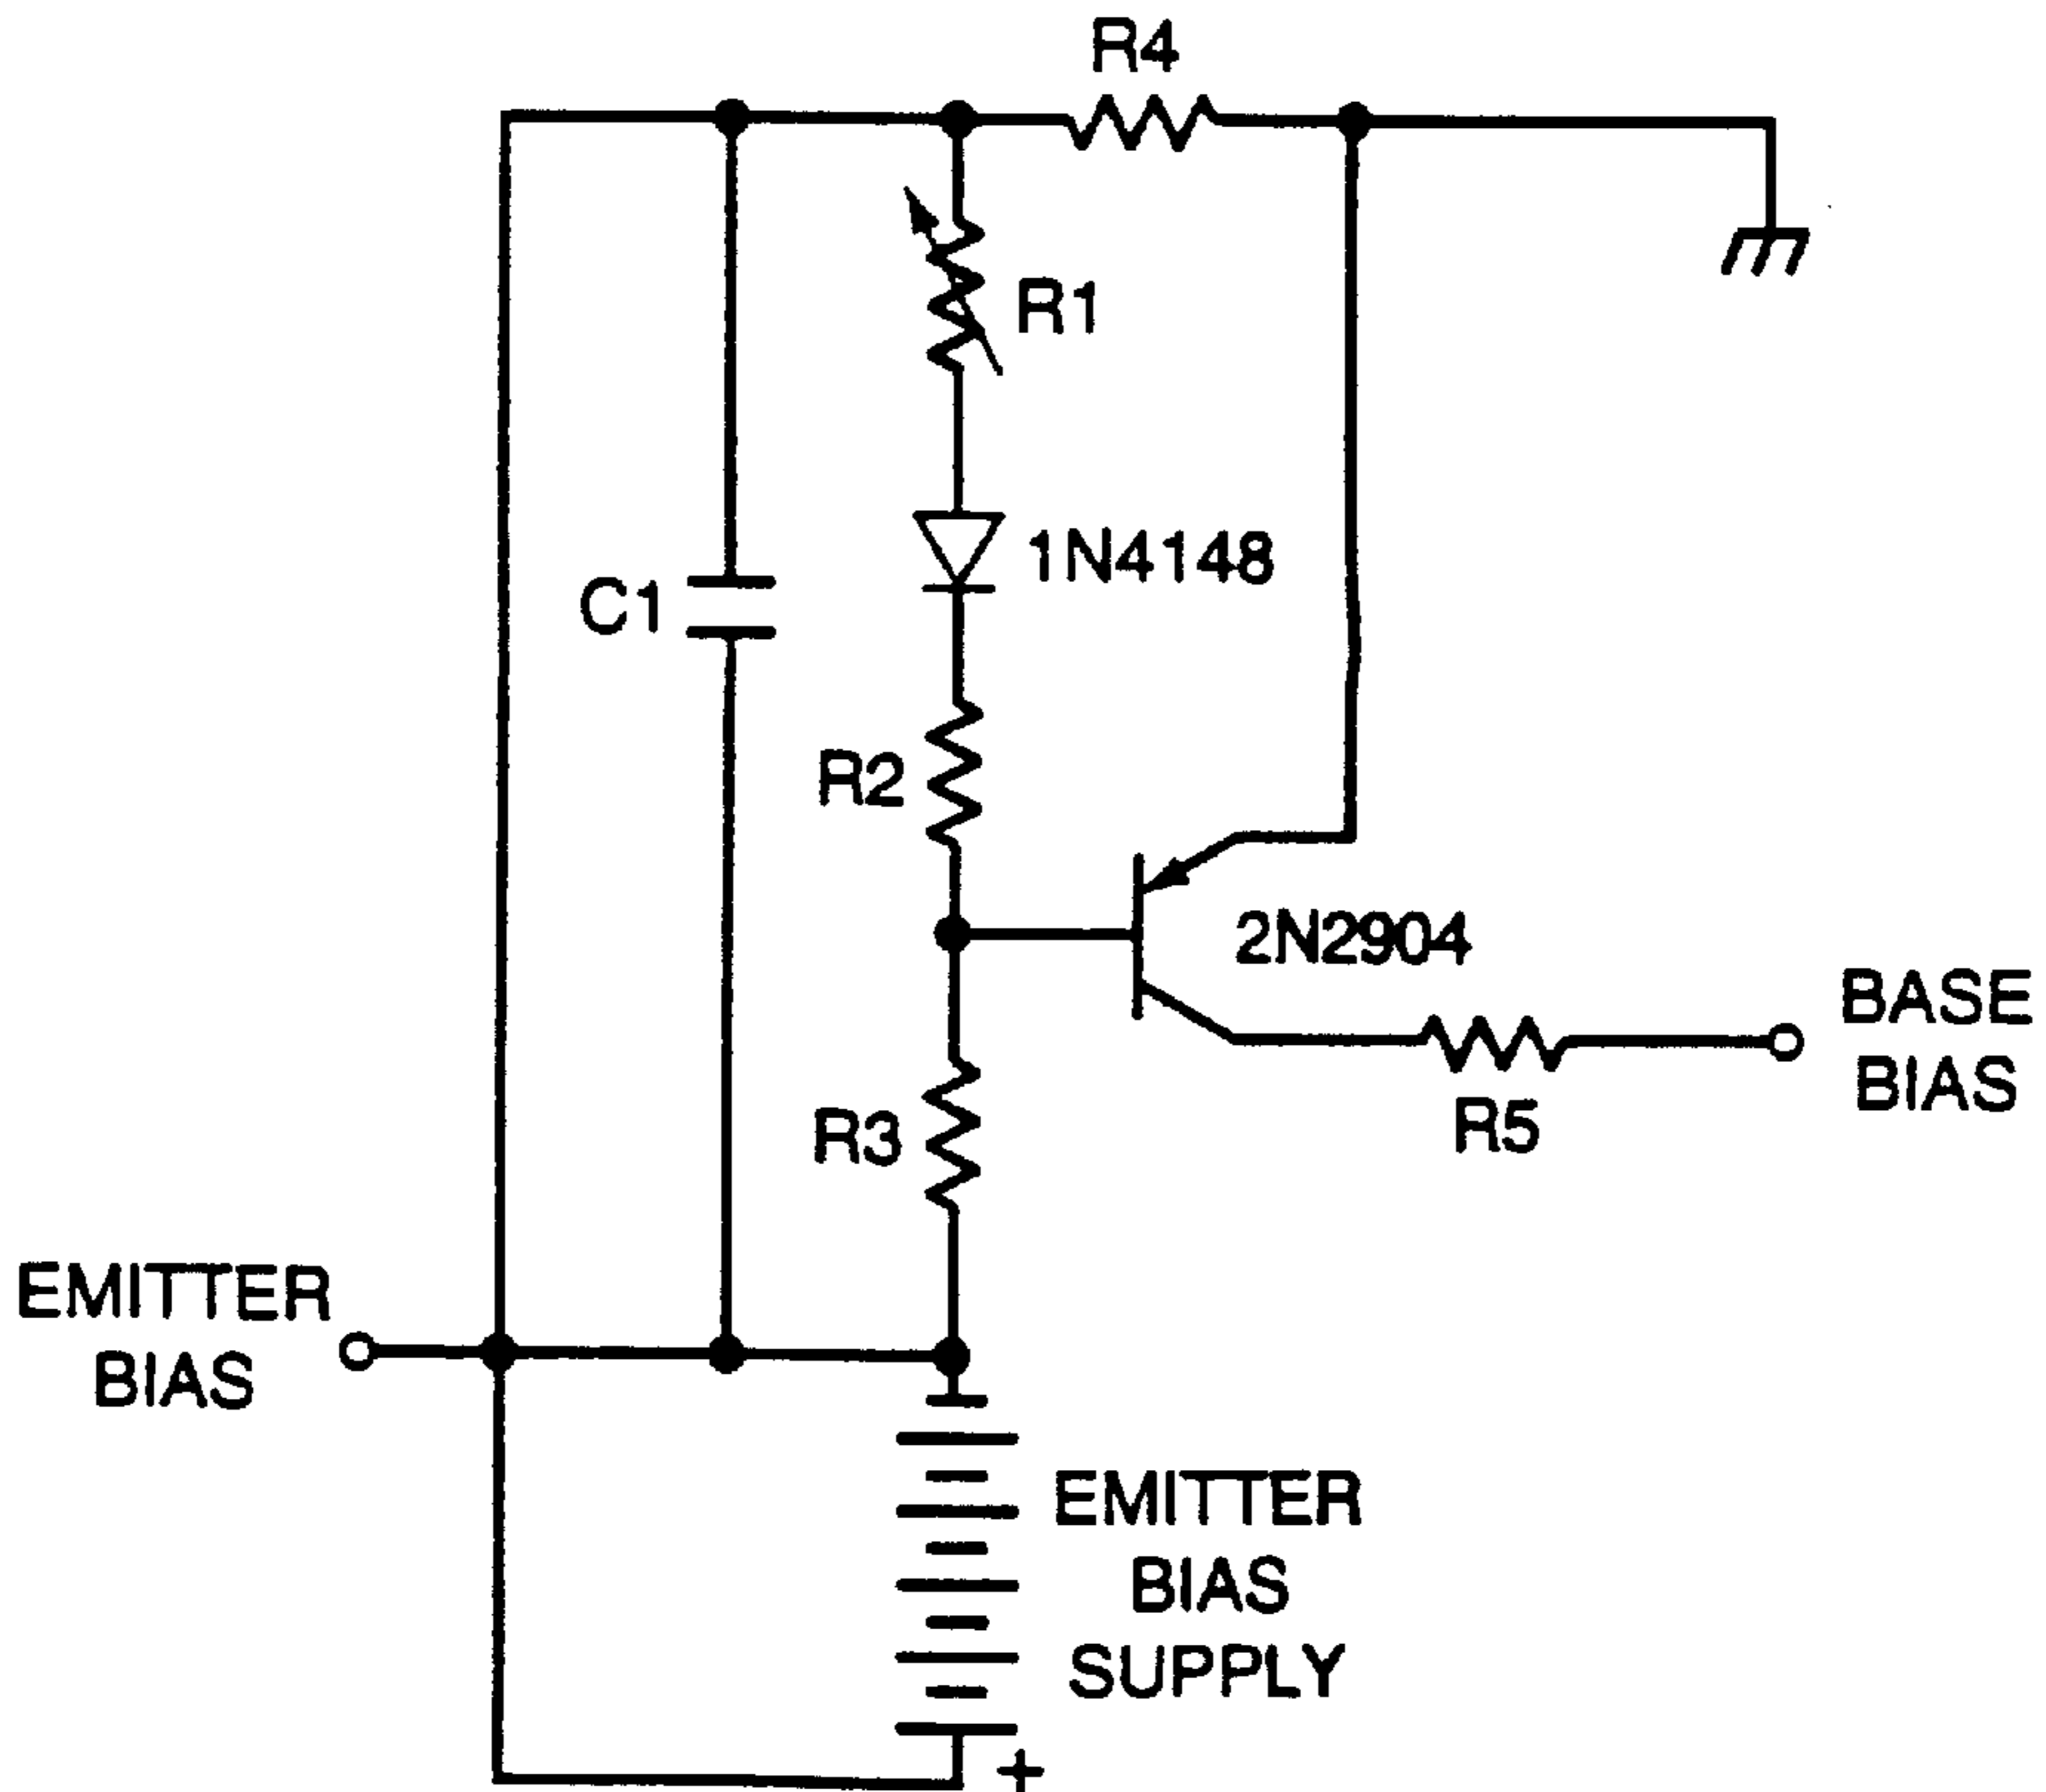 R4
R1
1N4148
C1
R2
2N2904
BASE
BIAS
R5
R3
EMITTER
BIAS
EMITTER
BIAS
SUPPLY
+